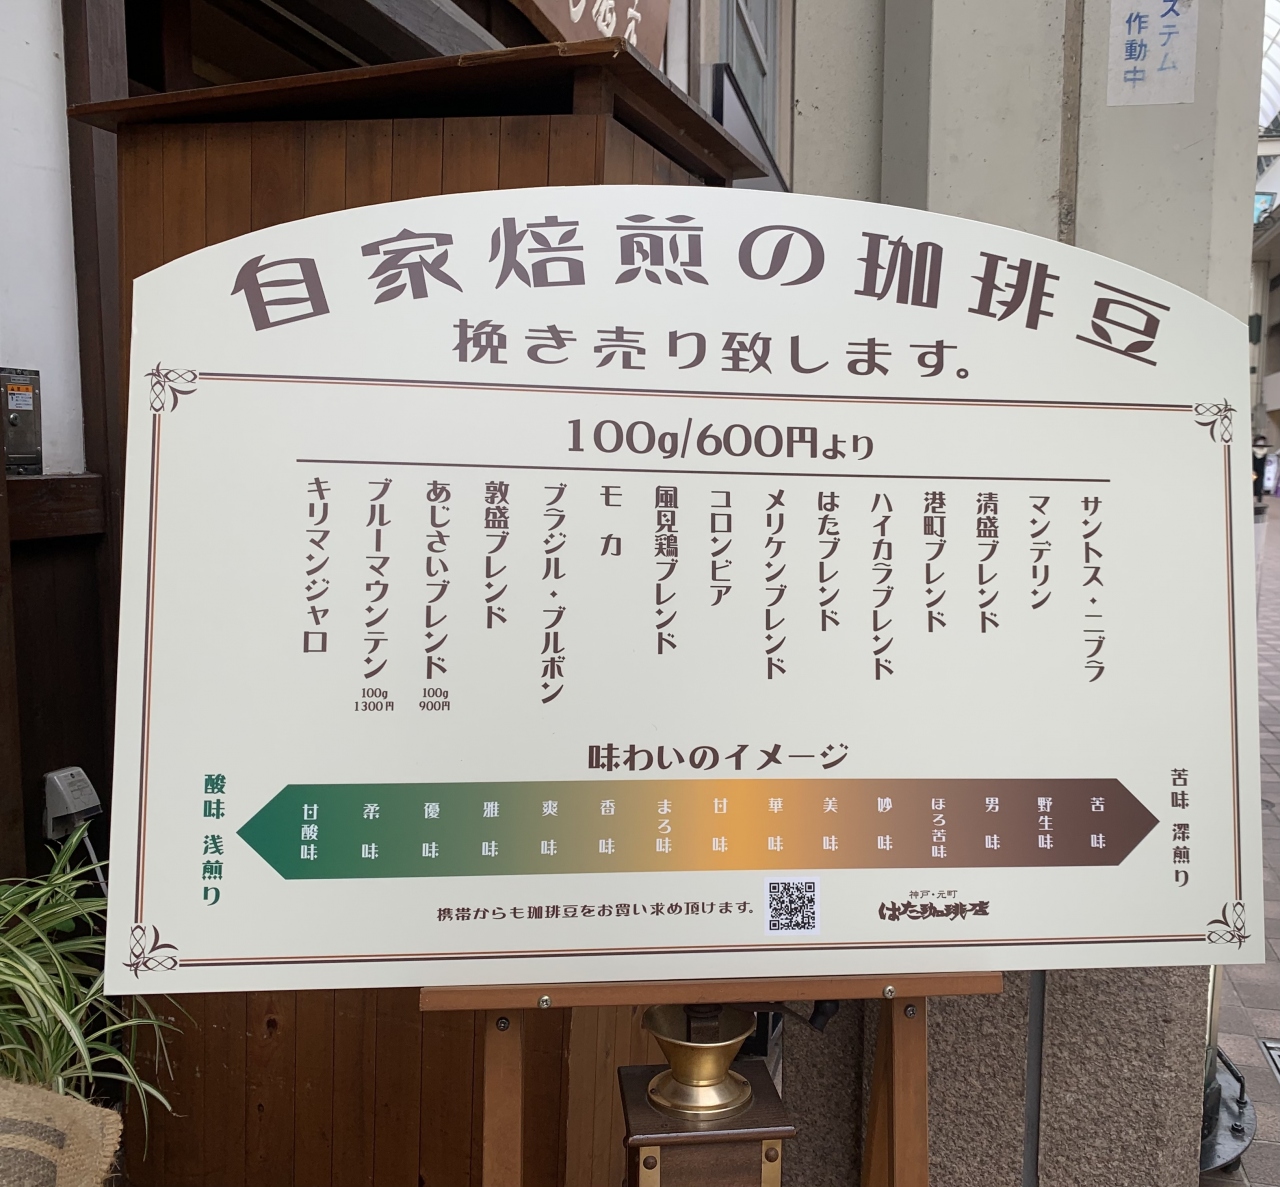 ステム
作動中
自家焙煎の珈琲豆
挽き売り致します。
100g/600円より
サントス・ニブラ
マンデリン
清盛ブレンド
港町ブレンド
ハイカラブレンド
はたブレンド
メリケンブレンド
コロンビア
風見鶏ブレンド
モカ
ブラジル・ブルボン
敦盛ブレンド
あじさいブレンド
100g
900円
ブルーマウンテン
100g
1300円
キリマンジャロ
味わいのイメージ
苦味 深煎り
苦味
野生味
男味
ほろ苦味
妙味
美味
華味
甘味
まろ味
香味
爽味
雅味
優味
柔味
甘酸味
酸味 浅煎り
携帯からも珈琲豆をお買い求め頂けます。
神戸・元町
はた珈琲店